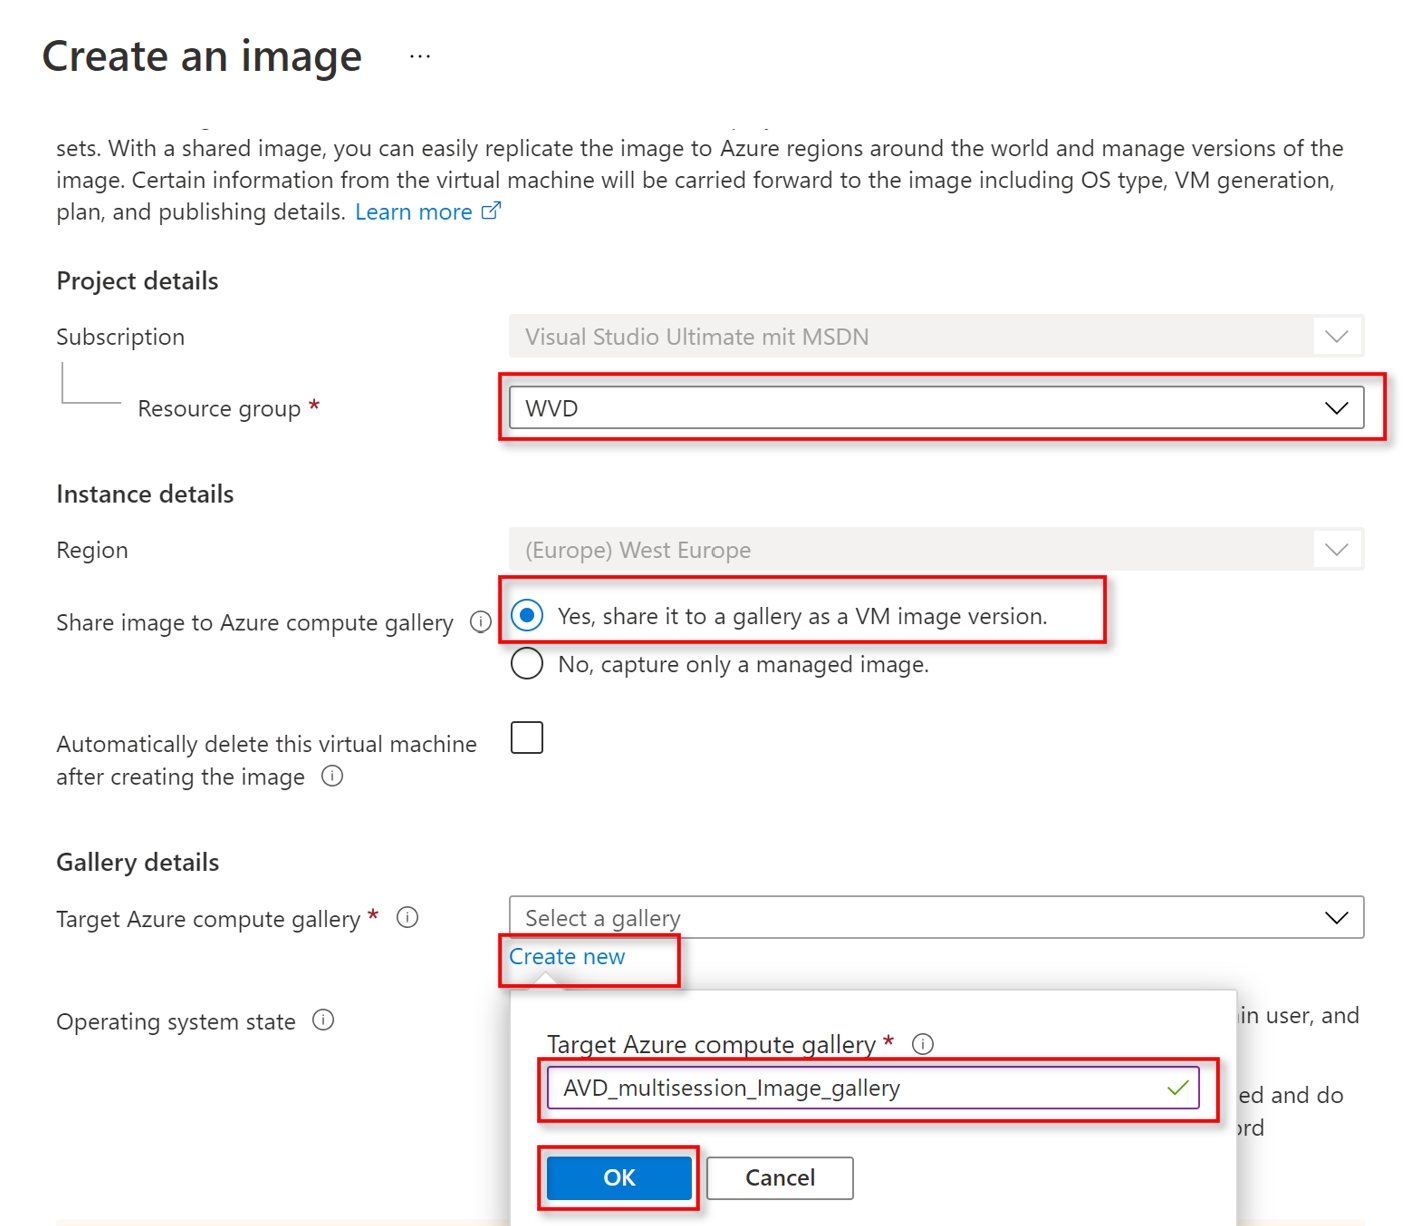 Create an image ...
sets. With a shared image, you can easily replicate the image to Azure regions around the world and manage versions of the
image. Certain information from the virtual machine will be carried forward to the image including OS type, VM generation,
plan, and publishing details. Learn more
Project details
Subscription
Visual Studio Ultimate mit MSDN
Resource group *
WVD
Instance details
Region
(Europe) West Europe
Share image to Azure compute gallery
Yes, share it to a gallery as a VM image version.
No, capture only a managed image.
Automatically delete this virtual machine
after creating the image
Gallery details
Target Azure compute gallery *
Select a gallery
Create new
Operating system state
in user, and
Target Azure compute gallery *
AVD_multisession_Image_gallery
ed and do
ord
OK
Cancel